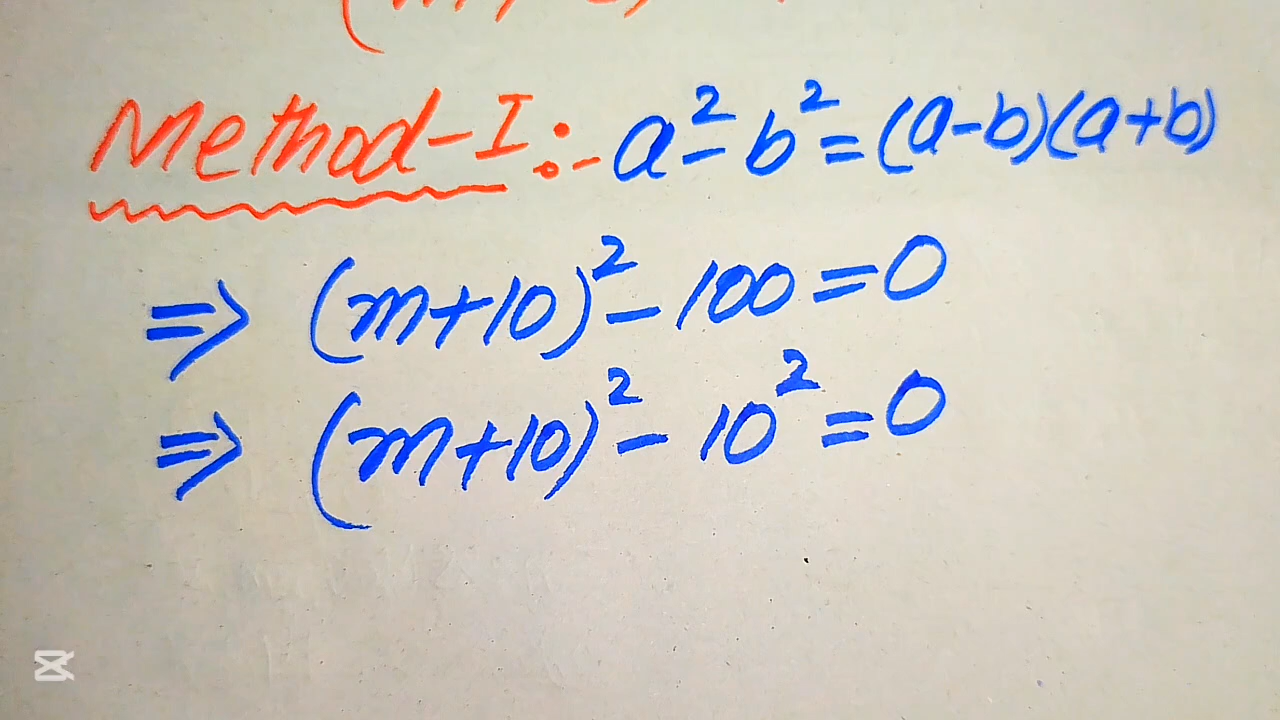 Method-I:- a²-b²=(a-b)(a+b)
⇒ (m+10)²-100=0
⇒ (m+10)²-10²=0